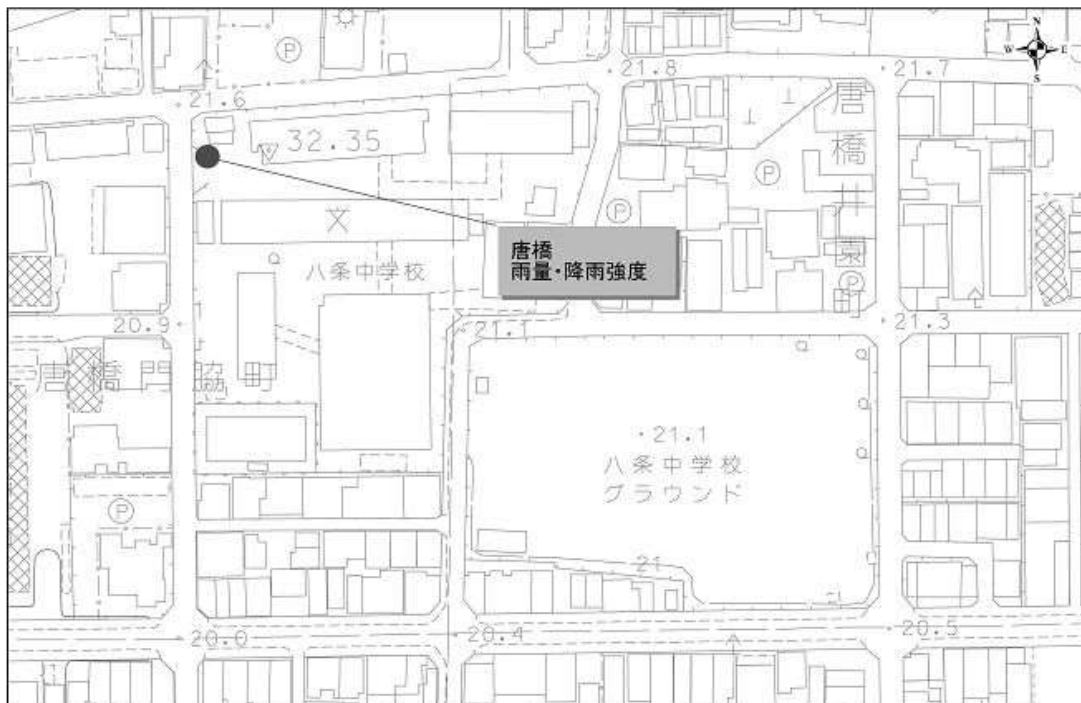 N
W E
S
21.8
21.7
21.6
P
32.35
唐橋井園町
P
P
文
唐橋
雨量・降雨強度
八条中学校
P
20.9
21.1
21.3
唐橋門脇町
・21.1
八条中学校
グラウンド
P
21
20.0
20.4
20.5